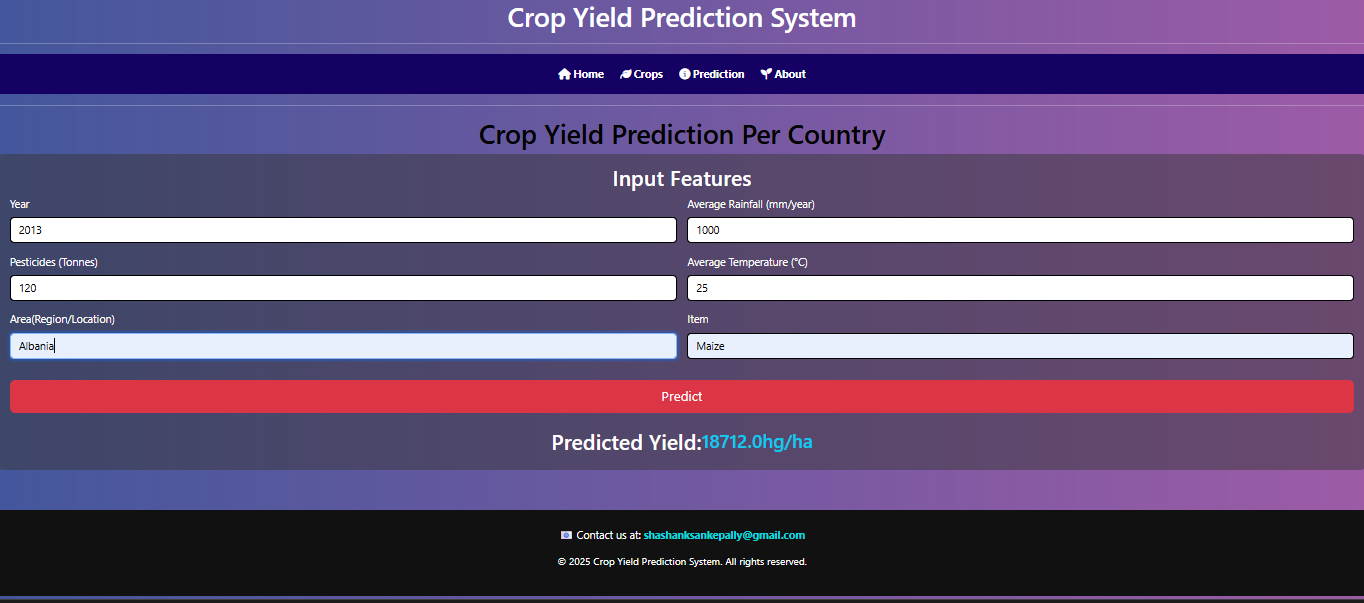 Crop Yield Prediction System
Home Crops Prediction About
Crop Yield Prediction Per Country
Input Features
Year Average Rainfall (mm/year)
2013 1000
Pesticides (Tonnes) Average Temperature (°C)
120 25
Area(Region/Location) Item
Albania Maize
Predict
Predicted Yield:18712.0hg/ha
Contact us at: shashanksankepally@gmail.com
© 2025 Crop Yield Prediction System. All rights reserved.